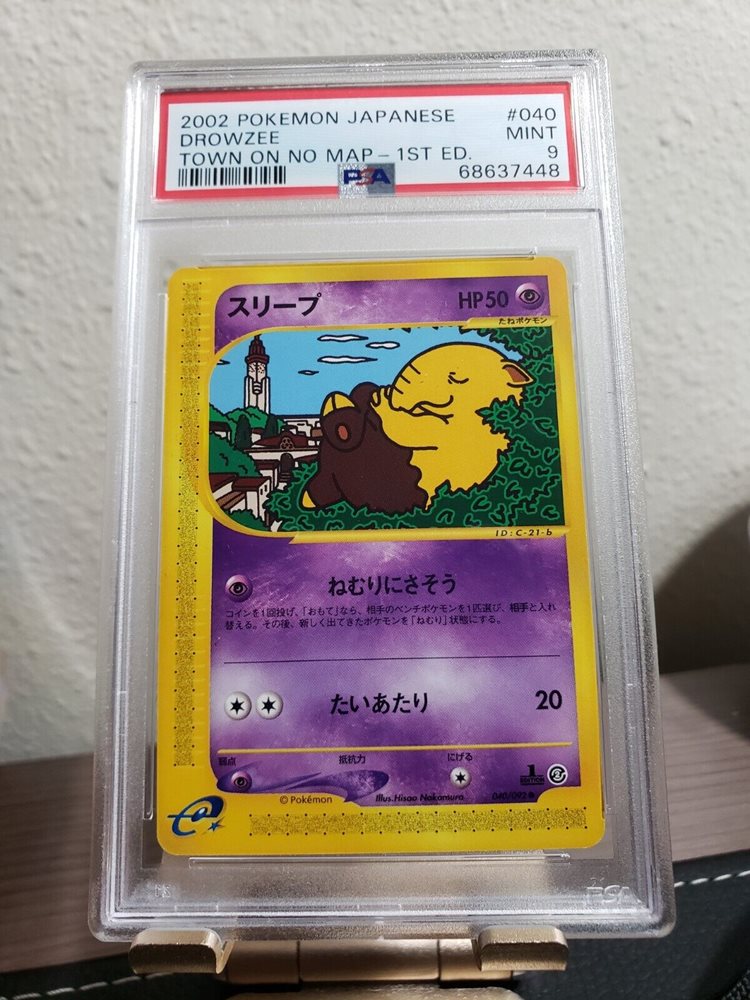 2002 POKEMON JAPANESE #040
DROWZEE MINT
TOWN ON NO MAP - 1ST ED. 9
PSA 68637448
スリープ HP50
たねポケモン
ID:C-21-b
ねむりにさそう
コインを1回投げ、「おもて」なら、相手のベンチポケモンを1匹選び、相手と入れ
替える。その後、新しく出てきたポケモンを「ねむり」状態にする。
たいあたり 20
弱点 抵抗力 にげる
1 EDITION
© Pokémon Illus.Hisao Nakamura 040/092 ●
e
PSA